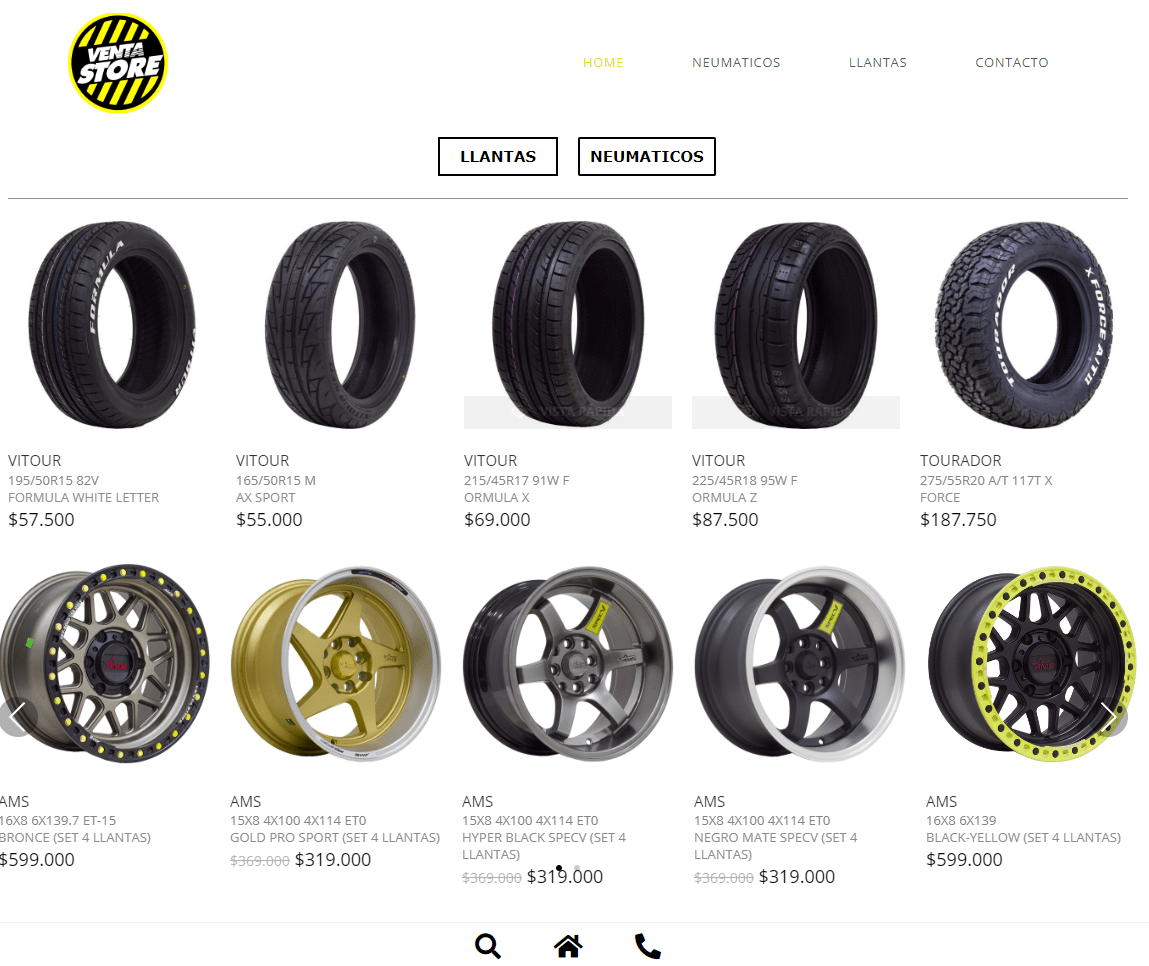 VENTA
STORE
HOME NEUMATICOS LLANTAS CONTACTO
LLANTAS NEUMATICOS
FORMULA
VITOUR
VISTA RAPIDA
VISTA RAPIDA
TOURADOR
X FORCE A/T
VITOUR
195/50R15 82V
FORMULA WHITE LETTER
$57.500
VITOUR
165/50R15 M
AX SPORT
$55.000
VITOUR
215/45R17 91W F
ORMULA X
$69.000
VITOUR
225/45R18 95W F
ORMULA Z
$87.500
TOURADOR
275/55R20 A/T 117T X
FORCE
$187.750
SPECV
SPECV
AMS
16X8 6X139.7 ET-15
BRONCE (SET 4 LLANTAS)
$599.000
AMS
15X8 4X100 4X114 ET0
GOLD PRO SPORT (SET 4 LLANTAS)
$369.000 $319.000
AMS
15X8 4X100 4X114 ET0
HYPER BLACK SPECV (SET 4
LLANTAS)
$369.000 $319.000
AMS
15X8 4X100 4X114 ET0
NEGRO MATE SPECV (SET 4
LLANTAS)
$369.000 $319.000
AMS
16X8 6X139
BLACK-YELLOW (SET 4 LLANTAS)
$599.000